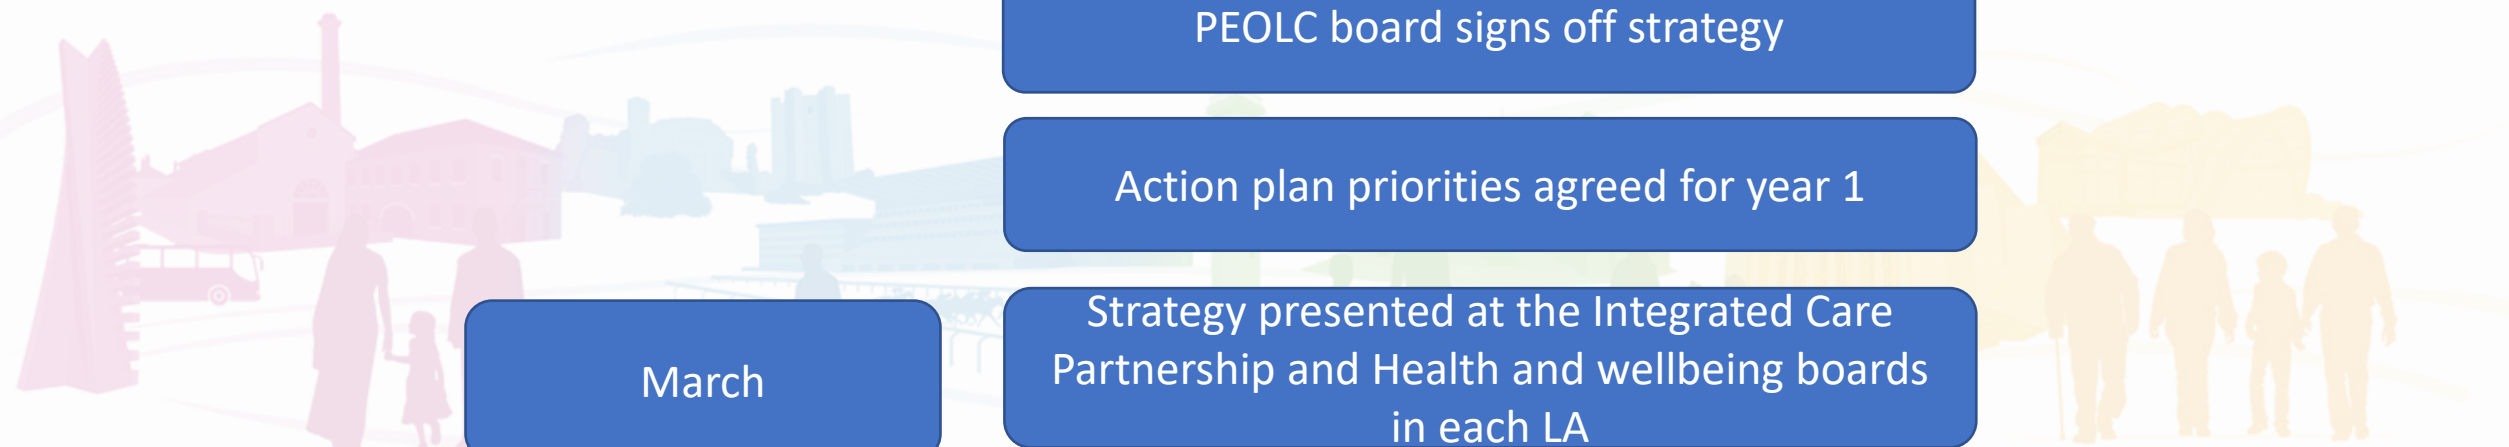 PEOLC board signs off strategy
Action plan priorities agreed for year 1
March
Strategy presented at the Integrated Care
Partnership and Health and wellbeing boards
in each LA